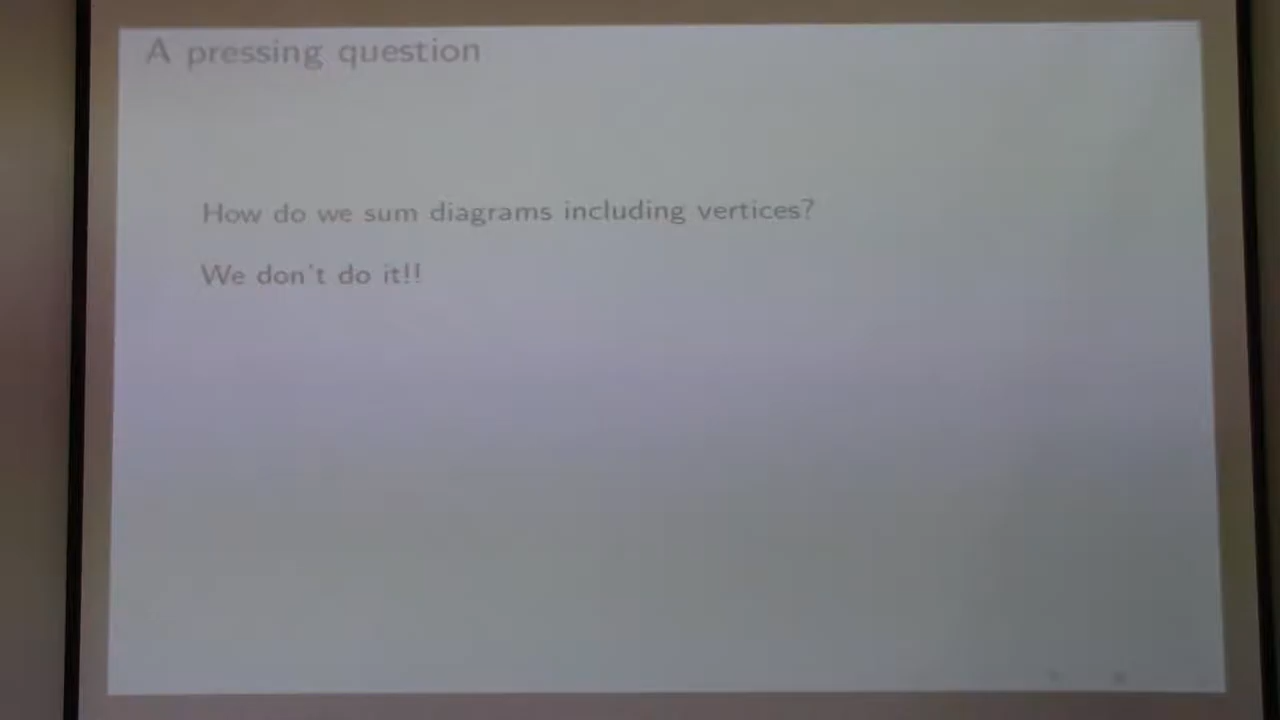 A pressing question
How do we sum diagrams including vertices?
We don't do it!!